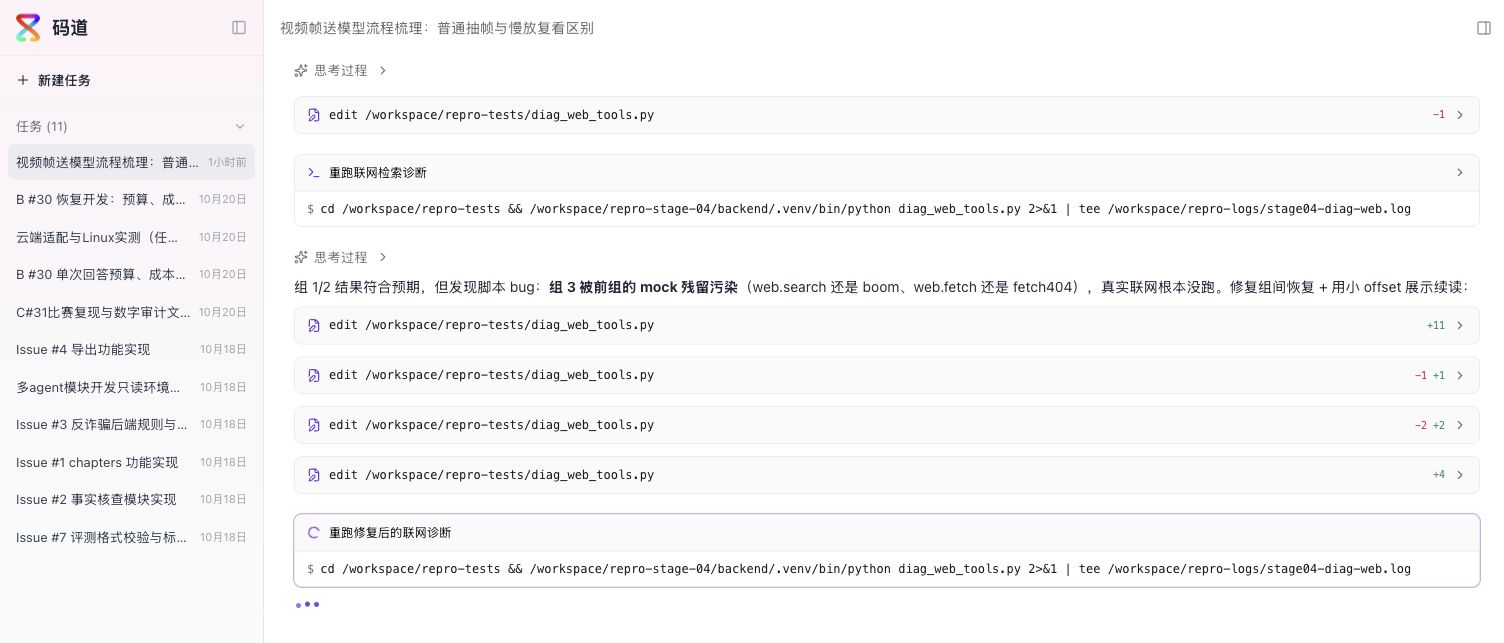 码道
新建任务
任务 (11)
视频帧送模型流程梳理：普通... 1小时前
B #30 恢复开发：预算、成... 10月20日
云端适配与Linux实测（任... 10月20日
B #30 单次回答预算、成本... 10月20日
C#31比赛复现与数字审计文... 10月20日
Issue #4 导出功能实现 10月18日
多agent模块开发只读环境... 10月18日
Issue #3 反诈骗后端规则与... 10月18日
Issue #1 chapters 功能实现 10月18日
Issue #2 事实核查模块实现 10月18日
Issue #7 评测格式校验与标... 10月18日
视频帧送模型流程梳理：普通抽帧与慢放复看区别
思考过程
edit /workspace/repro-tests/diag_web_tools.py −1
重跑联网检索诊断
$ cd /workspace/repro-tests && /workspace/repro-stage-04/backend/.venv/bin/python diag_web_tools.py 2>&1 | tee /workspace/repro-logs/stage04-diag-web.log
思考过程
组 1/2 结果符合预期，但发现脚本 bug：组 3 被前组的 mock 残留污染（web.search 还是 boom、web.fetch 还是 fetch404），真实联网根本没跑。修复组间恢复 + 用小 offset 展示续读：
edit /workspace/repro-tests/diag_web_tools.py +11
edit /workspace/repro-tests/diag_web_tools.py −1 +1
edit /workspace/repro-tests/diag_web_tools.py −2 +2
edit /workspace/repro-tests/diag_web_tools.py +4
重跑修复后的联网诊断
$ cd /workspace/repro-tests && /workspace/repro-stage-04/backend/.venv/bin/python diag_web_tools.py 2>&1 | tee /workspace/repro-logs/stage04-diag-web.log